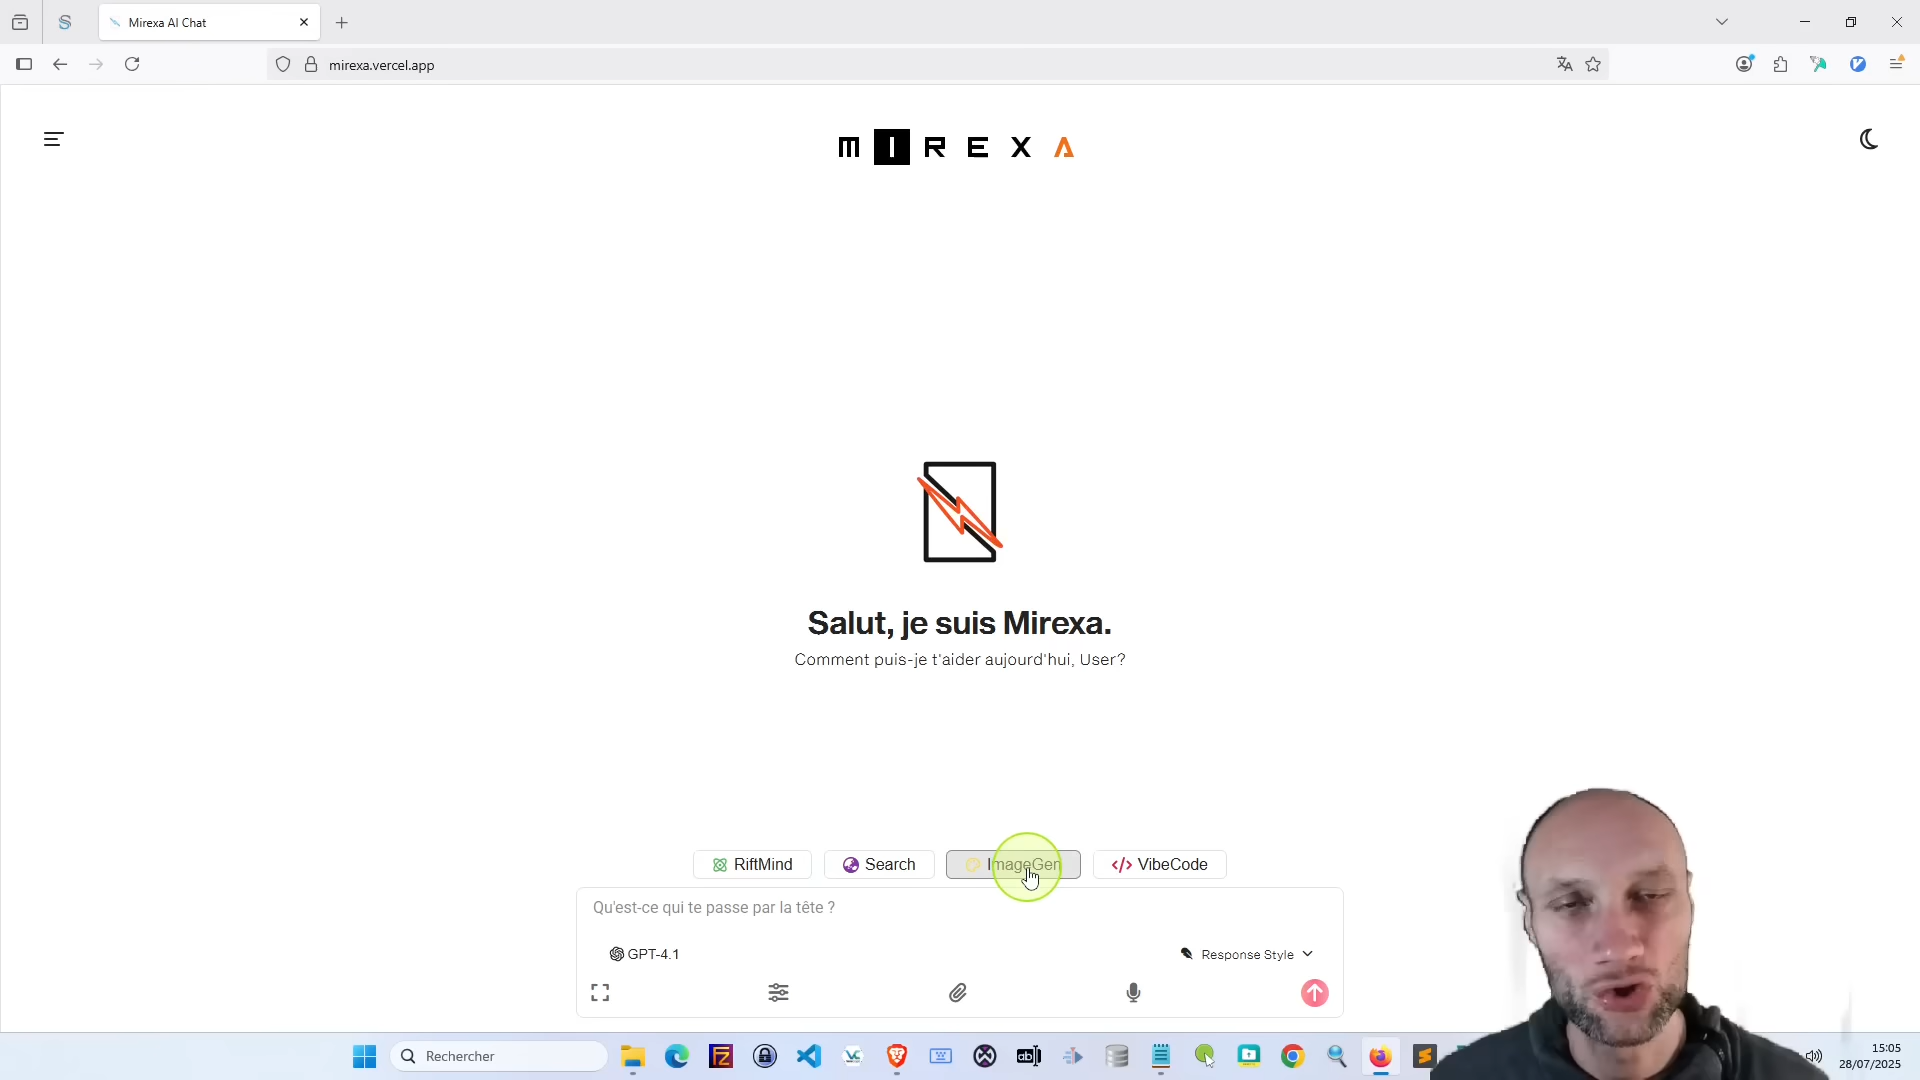 Mirexa AI Chat
mirexa.vercel.app
MIREXA
Salut, je suis Mirexa.
Comment puis-je t'aider aujourd'hui, User?
RiftMind
Search
ImageGen
VibeCode
Qu'est-ce qui te passe par la tête ?
GPT-4.1
Response Style
Rechercher
15:05
28/07/2025